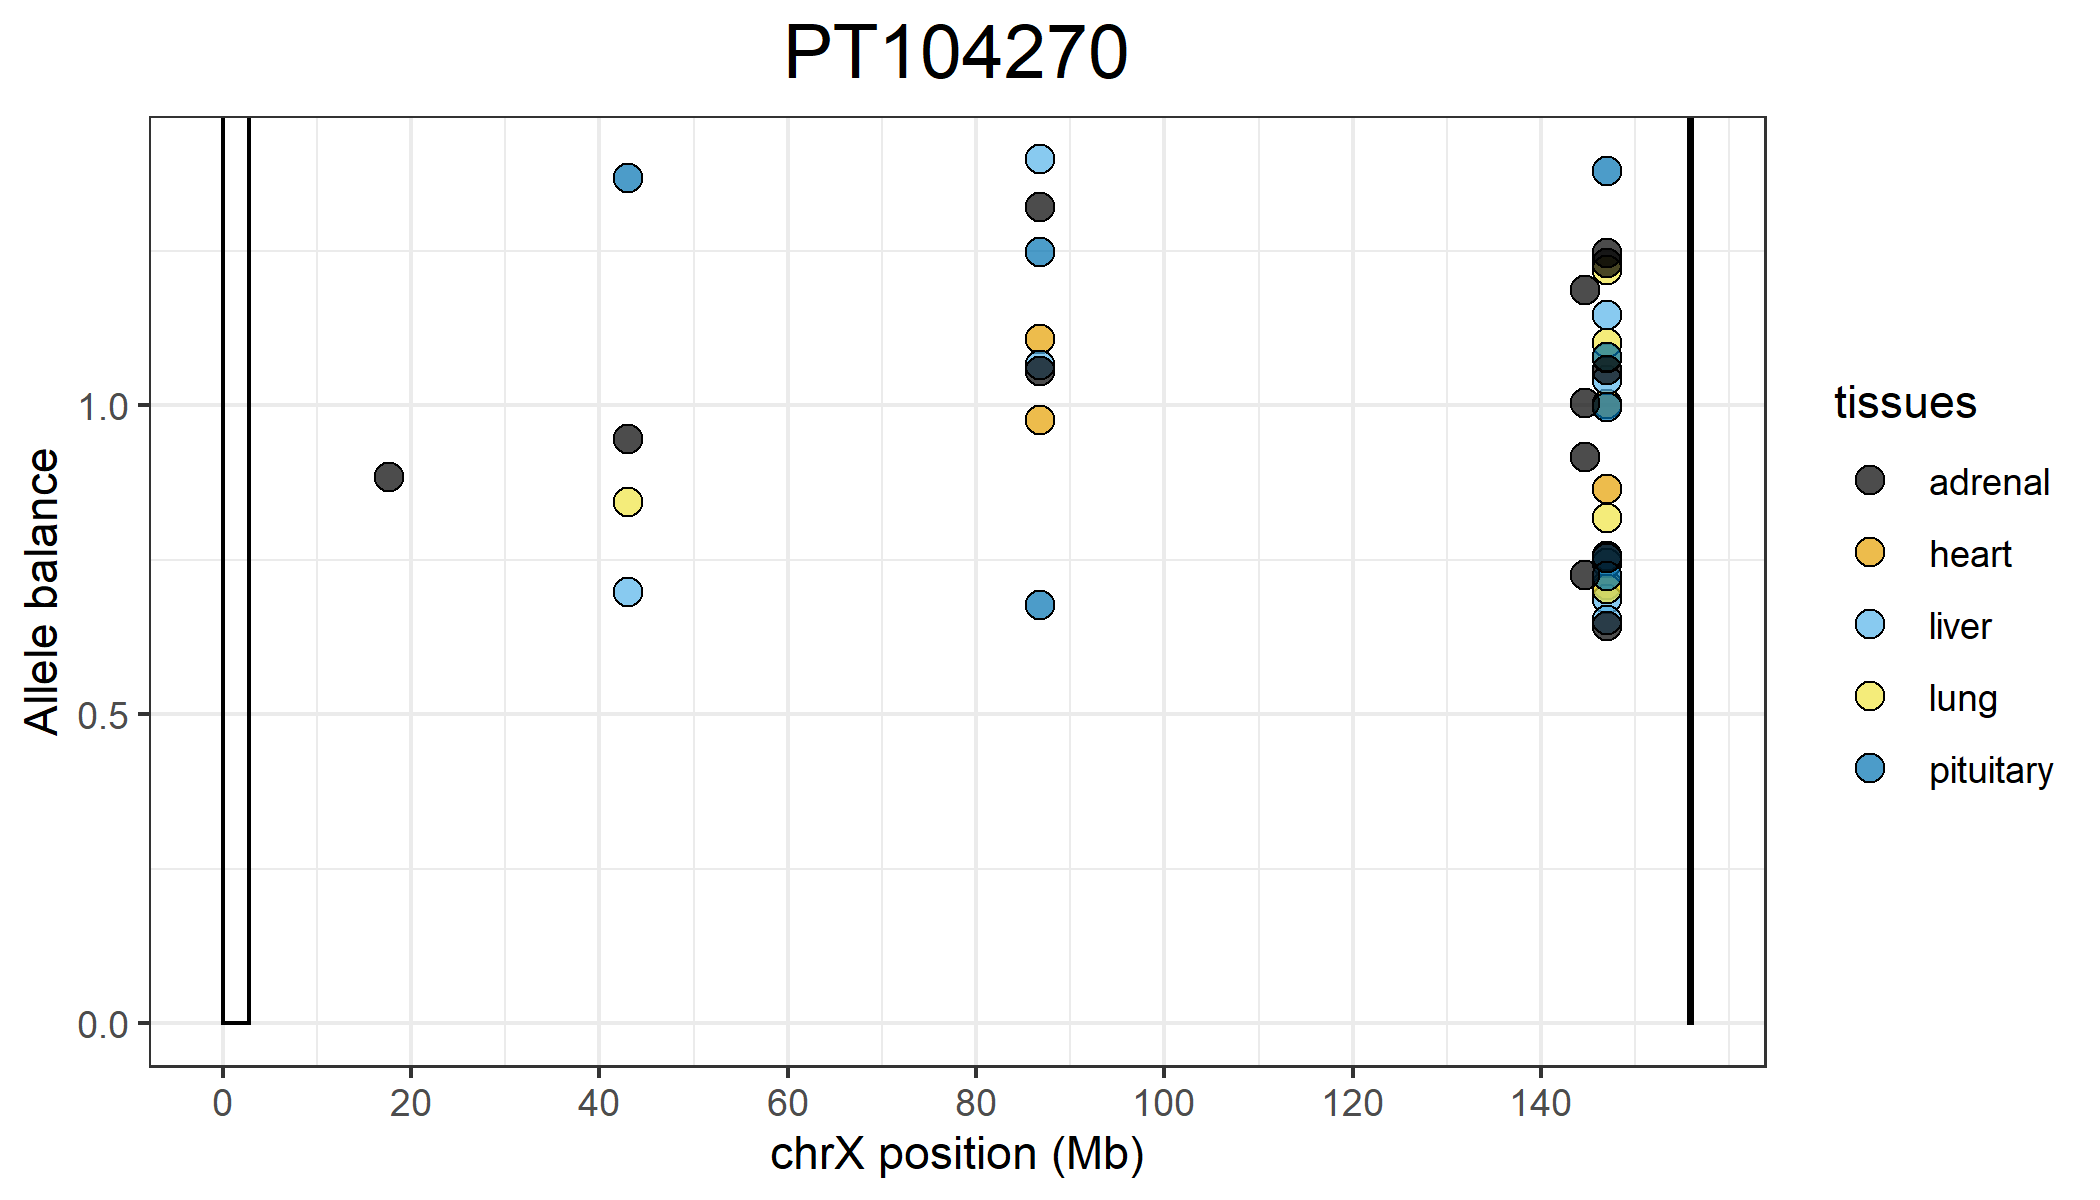 PT104270
Allele balance
1.0
0.5
0.0
0 20 40 60 80 100 120 140
chrX position (Mb)
tissues
adrenal
heart
liver
lung
pituitary